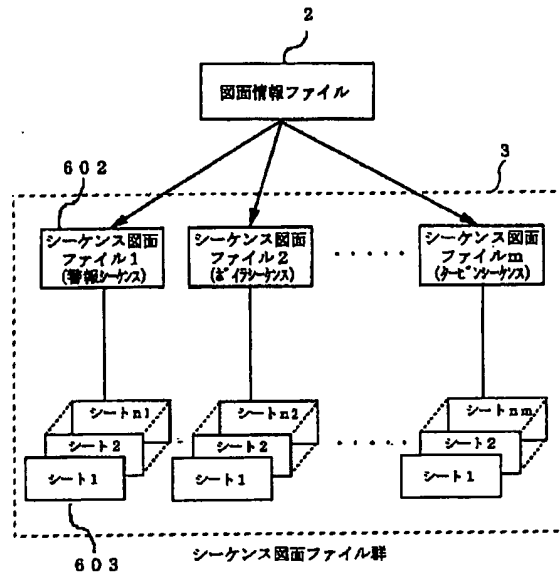 2
図面情報ファイル
602
3
シーケンス図面
ファイル1
(警報シーケンス)
シーケンス図面
ファイル2
(ボイラシーケンス)
・・・・・
シーケンス図面
ファイルm
(タービンシーケンス)
シートn1
シート2
シート1
シートn2
シート2
シート1
・・・・・
シートnm
シート2
シート1
603
シーケンス図面ファイル群